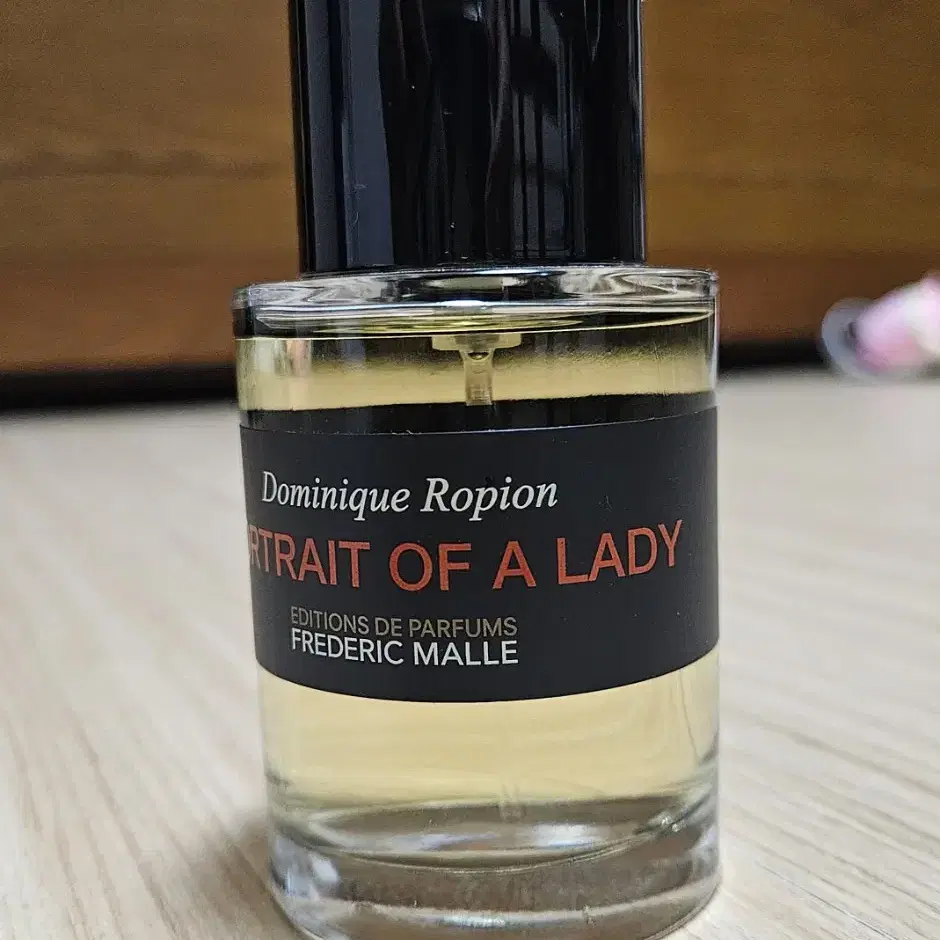 Dominique Ropion
RTRAIT OF A LADY
EDITIONS DE PARFUMS
FREDERIC MALLE